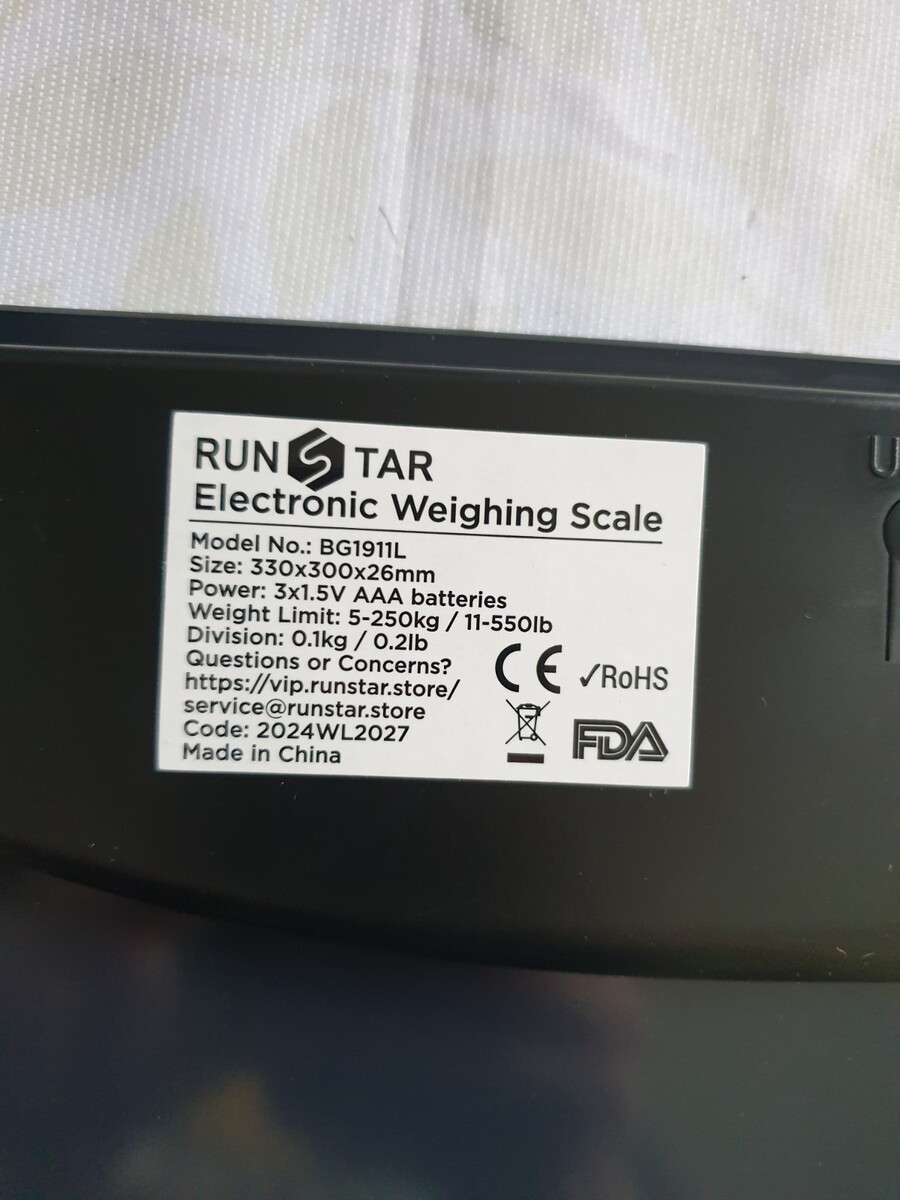 RUNSTAR
Electronic Weighing Scale
Model No.: BG1911L
Size: 330x300x26mm
Power: 3x1.5V AAA batteries
Weight Limit: 5-250kg / 11-550lb
Division: 0.1kg / 0.2lb
Questions or Concerns?
https://vip.runstar.store/
service@runstar.store
Code: 2024WL2027
Made in China
CE ✓RoHS
FDA